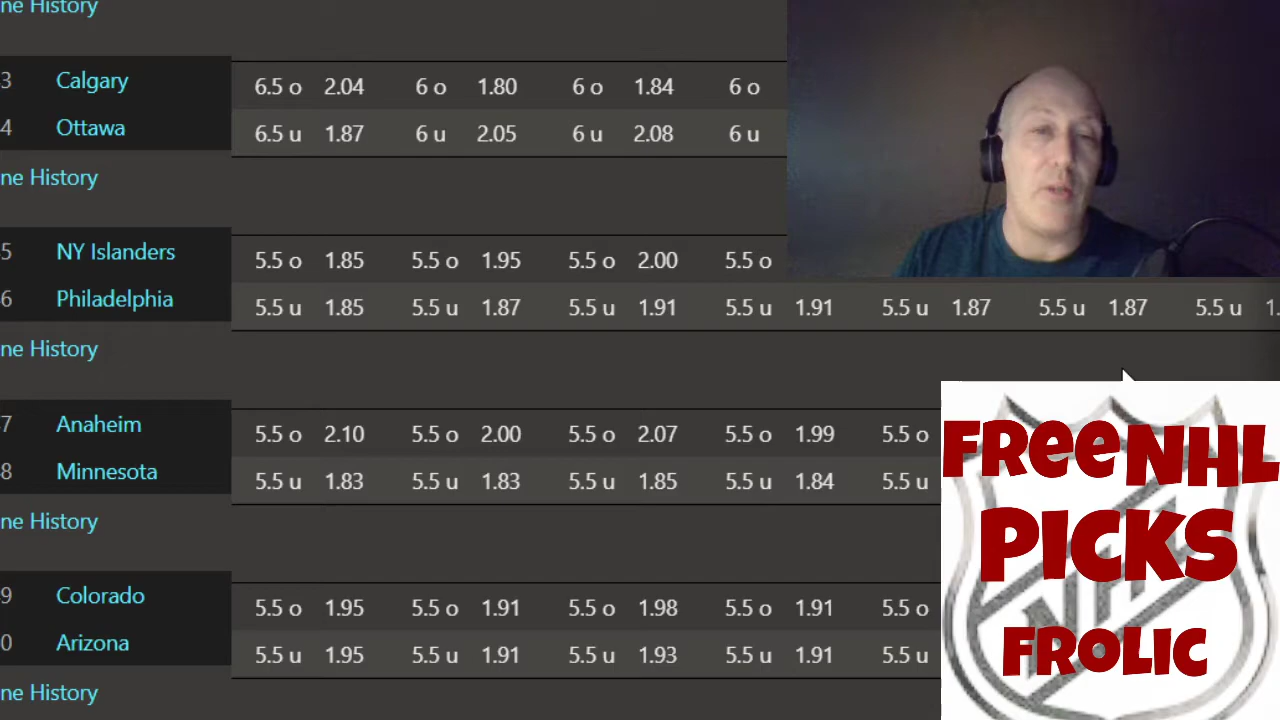 ne History
3 Calgary 6.5 o 2.04 6 o 1.80 6 o 1.84 6 o
4 Ottawa 6.5 u 1.87 6 u 2.05 6 u 2.08 6 u
ne History
5 NY Islanders 5.5 o 1.85 5.5 o 1.95 5.5 o 2.00 5.5 o
6 Philadelphia 5.5 u 1.85 5.5 u 1.87 5.5 u 1.91 5.5 u 1.91 5.5 u 1.87 5.5 u 1.87 5.5 u 1.
ne History
7 Anaheim 5.5 o 2.10 5.5 o 2.00 5.5 o 2.07 5.5 o 1.99 5.5 o
8 Minnesota 5.5 u 1.83 5.5 u 1.83 5.5 u 1.85 5.5 u 1.84 5.5 u
ne History
9 Colorado 5.5 o 1.95 5.5 o 1.91 5.5 o 1.98 5.5 o 1.91 5.5 o
0 Arizona 5.5 u 1.95 5.5 u 1.91 5.5 u 1.93 5.5 u 1.91 5.5 u
ne History
FReeNHL
PICKS
FROLIC
NHL